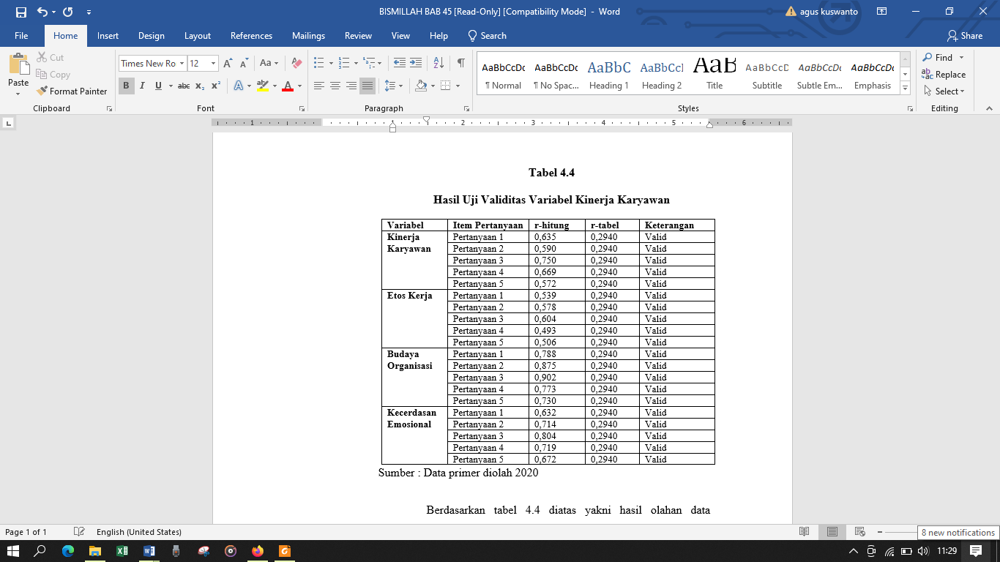 BISMILLAH BAB 45 [Read-Only] [Compatibility Mode] - Word
agus kuswanto
File Home Insert Design Layout References Mailings Review View Help Search Share
Paste
Cut
Copy
Format Painter
Clipboard
Times New Ro 12
B I U abc x₂ x²
Font
Paragraph
AaBbCcDc AaBbCcDc AaBbC AaBbCcI AaB AaBbCcD AaBbCcDc AaBbCcDc
¶ Normal ¶ No Spac... Heading 1 Heading 2 Title Subtitle Subtle Em... Emphasis
Styles
Find
Replace
Select
Editing
1 1 2 3 4 5 6
Tabel 4.4
Hasil Uji Validitas Variabel Kinerja Karyawan
Variabel Item Pertanyaan r-hitung r-tabel Keterangan
Kinerja Pertanyaan 1 0,635 0,2940 Valid
Karyawan Pertanyaan 2 0,590 0,2940 Valid
Pertanyaan 3 0,750 0,2940 Valid
Pertanyaan 4 0,669 0,2940 Valid
Pertanyaan 5 0,572 0,2940 Valid
Etos Kerja Pertanyaan 1 0,539 0,2940 Valid
Pertanyaan 2 0,578 0,2940 Valid
Pertanyaan 3 0,604 0,2940 Valid
Pertanyaan 4 0,493 0,2940 Valid
Pertanyaan 5 0,506 0,2940 Valid
Budaya Pertanyaan 1 0,788 0,2940 Valid
Organisasi Pertanyaan 2 0,875 0,2940 Valid
Pertanyaan 3 0,902 0,2940 Valid
Pertanyaan 4 0,773 0,2940 Valid
Pertanyaan 5 0,730 0,2940 Valid
Kecerdasan Pertanyaan 1 0,632 0,2940 Valid
Emosional Pertanyaan 2 0,714 0,2940 Valid
Pertanyaan 3 0,804 0,2940 Valid
Pertanyaan 4 0,719 0,2940 Valid
Pertanyaan 5 0,672 0,2940 Valid
Sumber : Data primer diolah 2020
Berdasarkan tabel 4.4 diatas yakni hasil olahan data
Page 1 of 1 English (United States)
8 new notifications
11:29